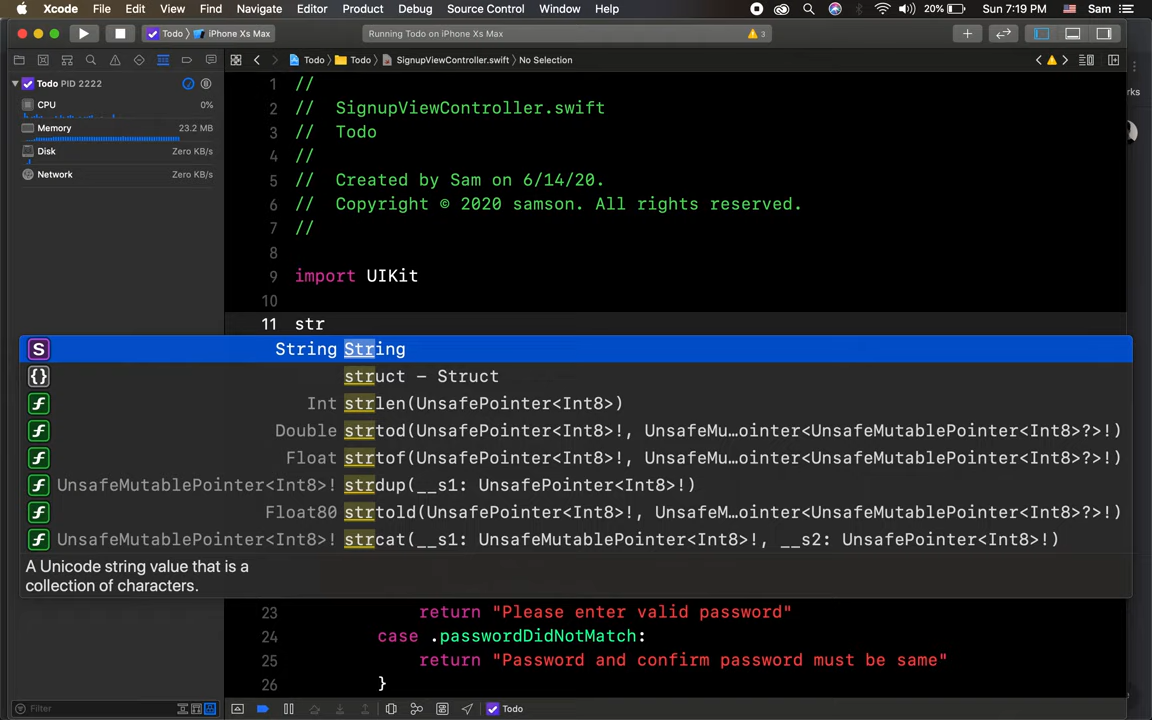 Xcode File Edit View Find Navigate Editor Product Debug Source Control Window Help 20% Sun 7:19 PM Sam
Todo iPhone Xs Max Running Todo on iPhone Xs Max 3
Todo Todo SignupViewController.swift No Selection
Todo PID 2222
CPU 0%
Memory 23.2 MB
Disk Zero KB/s
Network Zero KB/s
rks
1 //
2 // SignupViewController.swift
3 // Todo
4 //
5 // Created by Sam on 6/14/20.
6 // Copyright © 2020 samson. All rights reserved.
7 //
8
9 import UIKit
10
11 str
S String String
{} struct – Struct
f Int strlen(UnsafePointer<Int8>)
f Double strtod(UnsafePointer<Int8>!, UnsafeMu…ointer<UnsafeMutablePointer<Int8>?>!)
f Float strtof(UnsafePointer<Int8>!, UnsafeMu…ointer<UnsafeMutablePointer<Int8>?>!)
f UnsafeMutablePointer<Int8>! strdup(__s1: UnsafePointer<Int8>!)
f Float80 strtold(UnsafePointer<Int8>!, UnsafeM…ointer<UnsafeMutablePointer<Int8>?>!)
f UnsafeMutablePointer<Int8>! strcat(__s1: UnsafeMutablePointer<Int8>!, __s2: UnsafePointer<Int8>!)
A Unicode string value that is a
collection of characters.
23 return "Please enter valid password"
24 case .passwordDidNotMatch:
25 return "Password and confirm password must be same"
26 }
Filter Todo